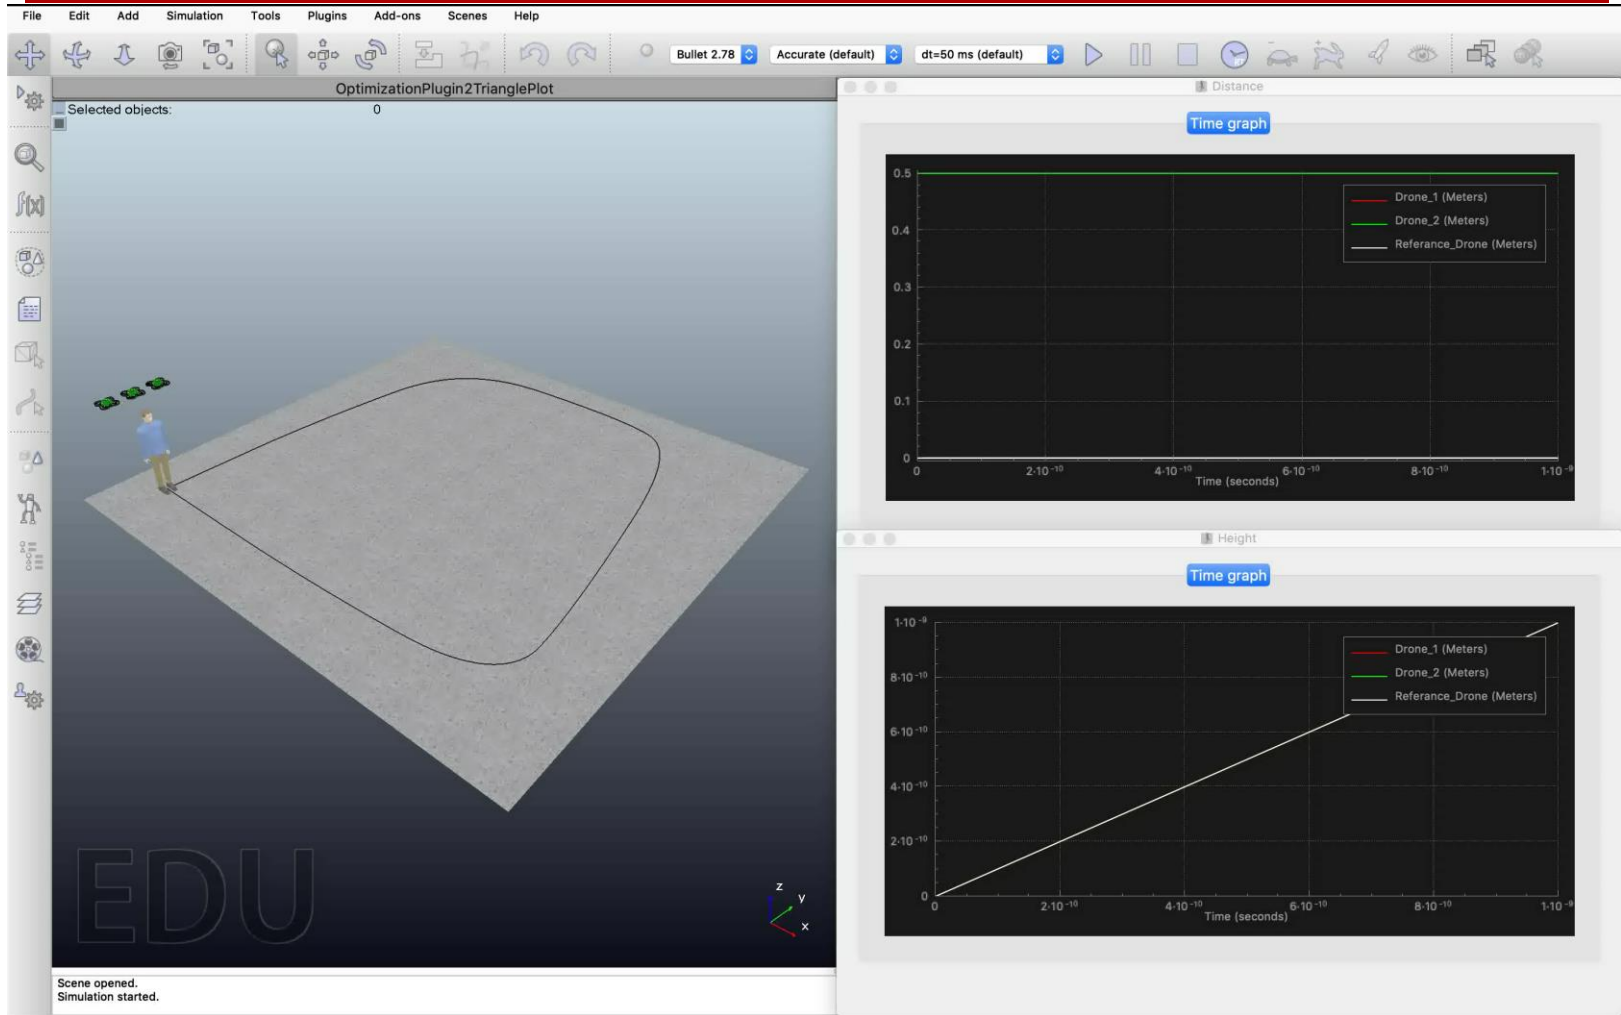 File Edit Add Simulation Tools Plugins Add-ons Scenes Help
Bullet 2.78 Accurate (default) dt=50 ms (default)
OptimizationPlugin2TrianglePlot
Selected objects: 0
f(x)
EDU
z
y
x
Scene opened.
Simulation started.
Distance
Time graph
0.5
0.4
0.3
0.2
0.1
0
Drone_1 (Meters)
Drone_2 (Meters)
Referance_Drone (Meters)
0 2·10⁻¹⁰ 4·10⁻¹⁰ 6·10⁻¹⁰ 8·10⁻¹⁰ 1·10⁻⁹
Time (seconds)
Height
Time graph
1·10⁻⁹
8·10⁻¹⁰
6·10⁻¹⁰
4·10⁻¹⁰
2·10⁻¹⁰
0
Drone_1 (Meters)
Drone_2 (Meters)
Referance_Drone (Meters)
0 2·10⁻¹⁰ 4·10⁻¹⁰ 6·10⁻¹⁰ 8·10⁻¹⁰ 1·10⁻⁹
Time (seconds)